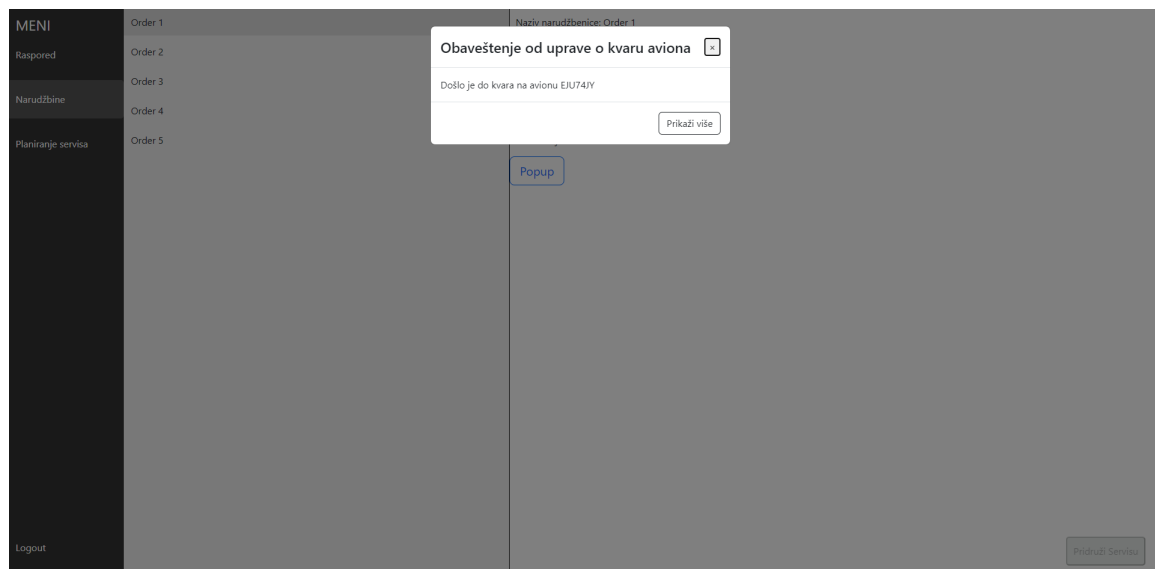 MENI
Raspored
Narudžbine
Planiranje servisa
Logout
Order 1
Order 2
Order 3
Order 4
Order 5
Naziv narudžbenice: Order 1
Obaveštenje od uprave o kvaru aviona ×
Došlo je do kvara na avionu EJU74JY
Prikaži više
Popup
Pridruži Servisu